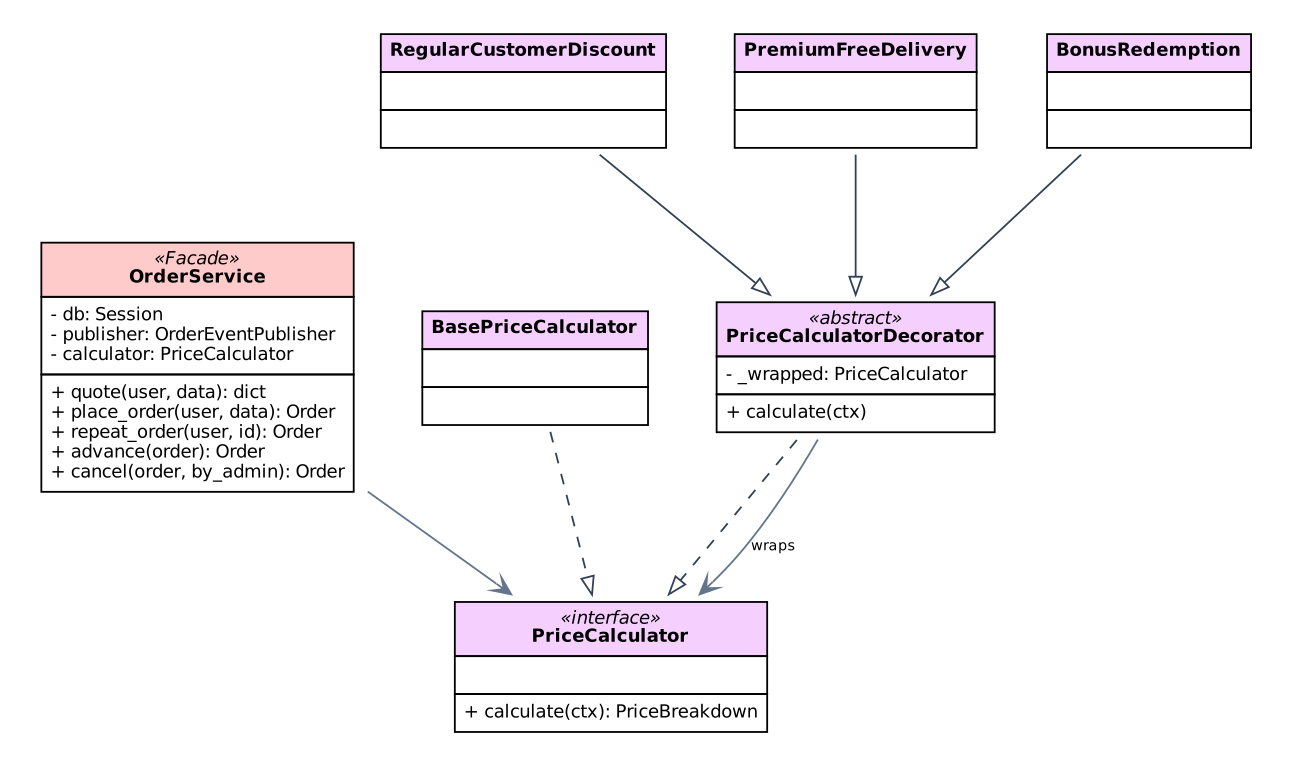 RegularCustomerDiscount
PremiumFreeDelivery
BonusRedemption
«Facade»
OrderService
- db: Session
- publisher: OrderEventPublisher
- calculator: PriceCalculator
+ quote(user, data): dict
+ place_order(user, data): Order
+ repeat_order(user, id): Order
+ advance(order): Order
+ cancel(order, by_admin): Order
BasePriceCalculator
«abstract»
PriceCalculatorDecorator
- _wrapped: PriceCalculator
+ calculate(ctx)
wraps
«interface»
PriceCalculator
+ calculate(ctx): PriceBreakdown